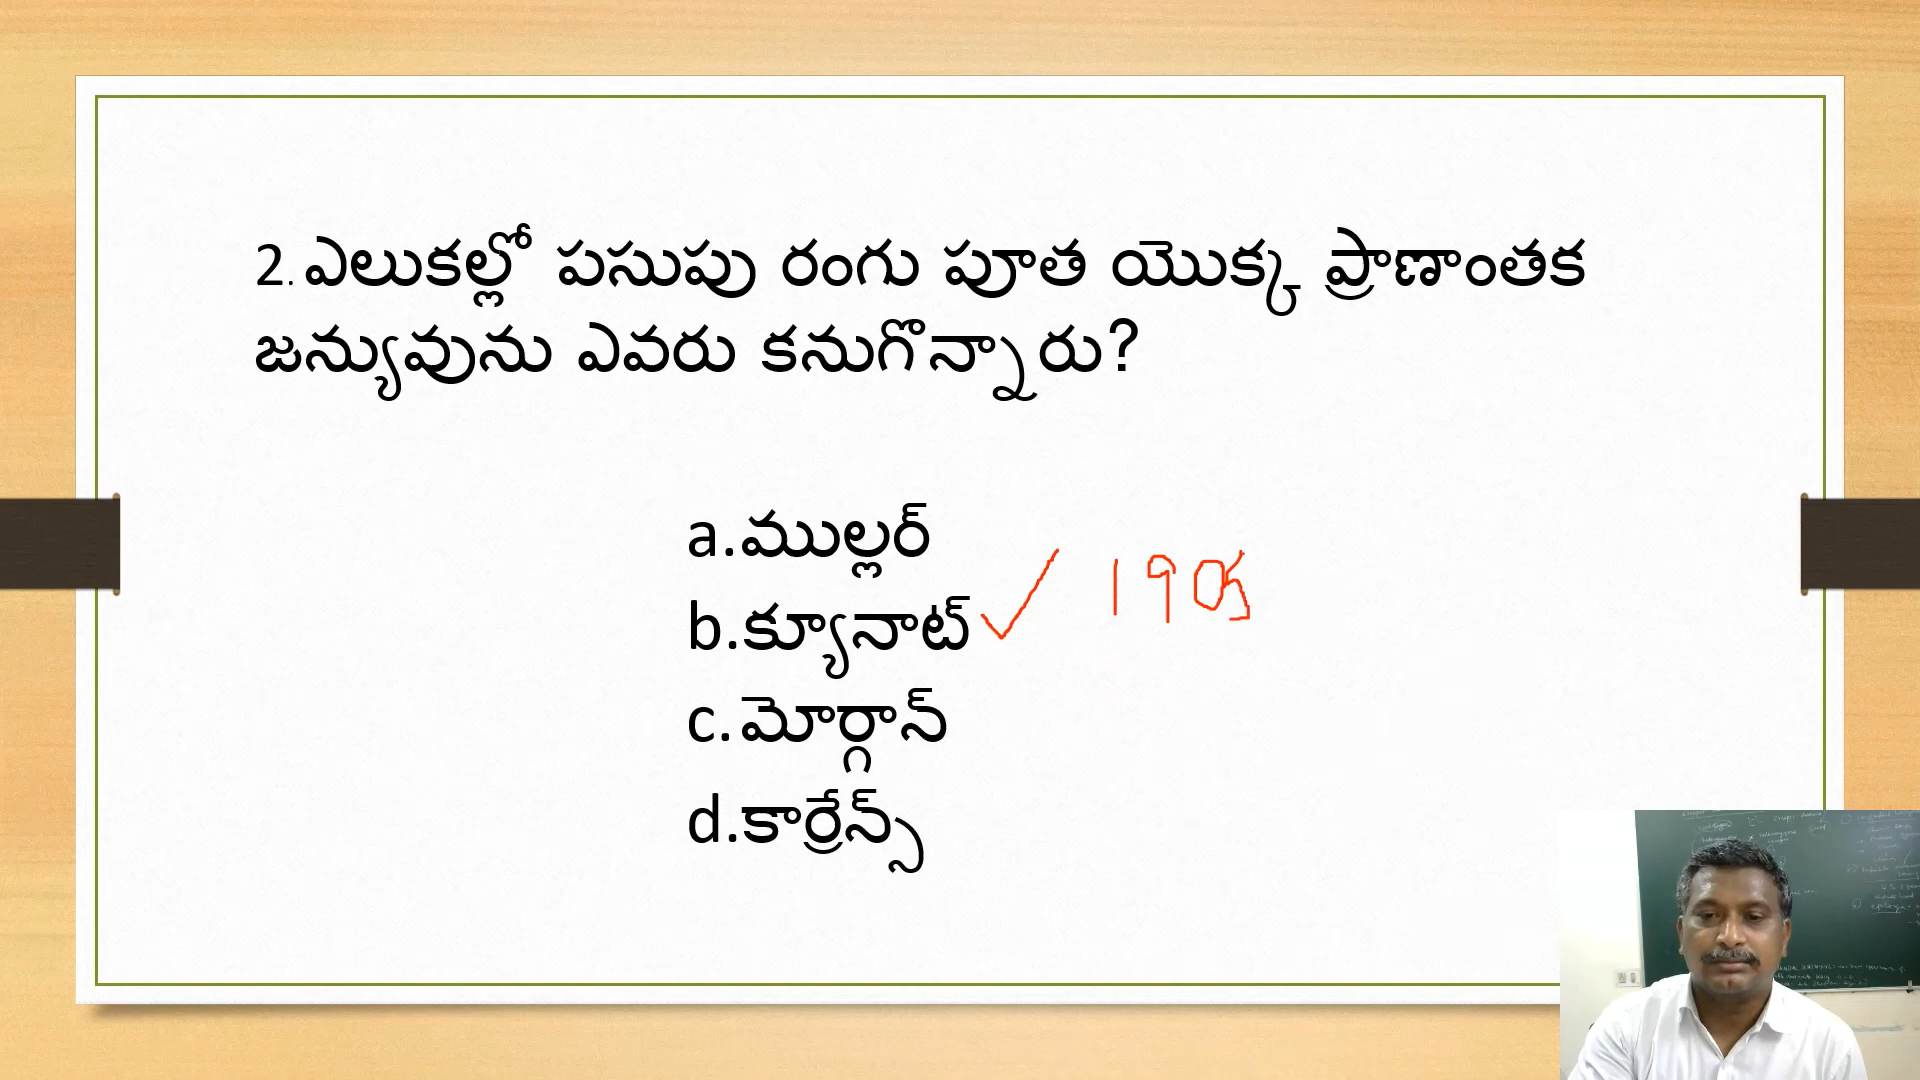 2.ఎలుకల్లో పసుపు రంగు పూత యొక్క ప్రాణాంతక
జన్యువును ఎవరు కనుగొన్నారు?
a.ముల్లర్
b.క్యూనాట్
1905
c.మోర్గాన్
d.కార్రేన్స్